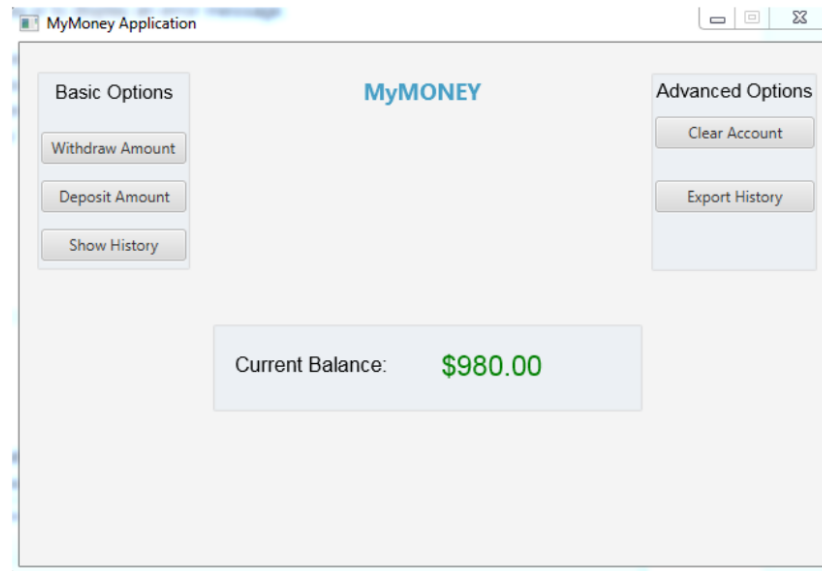 MyMoney Application
Basic Options
Withdraw Amount
Deposit Amount
Show History
MyMONEY
Advanced Options
Clear Account
Export History
Current Balance: $980.00